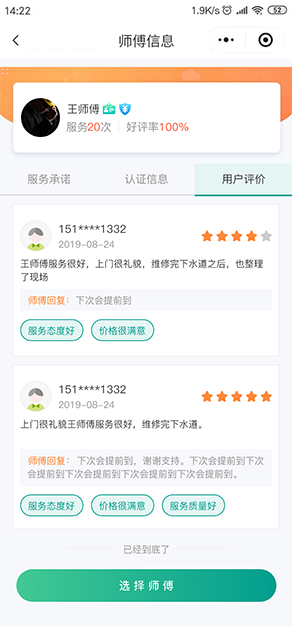 14:22
1.9K/s
52
师傅信息
王师傅
服务20次
好评率100%
服务承诺
认证信息
用户评价
151****1332
2019-08-24
王师傅服务很好，上门很礼貌，维修完下水道之后，也整理
了现场
师傅回复： 下次会提前到
服务态度好
价格很满意
151****1332
2019-08-24
上门很礼貌王师傅服务很好，维修完下水道。
师傅回复： 下次会提前到，谢谢支持。下次会提前到下次
会提前到下次会提前到下次会提前到下次会提前到。
服务态度好
价格很满意
服务质量好
已经到底了
选择师傅